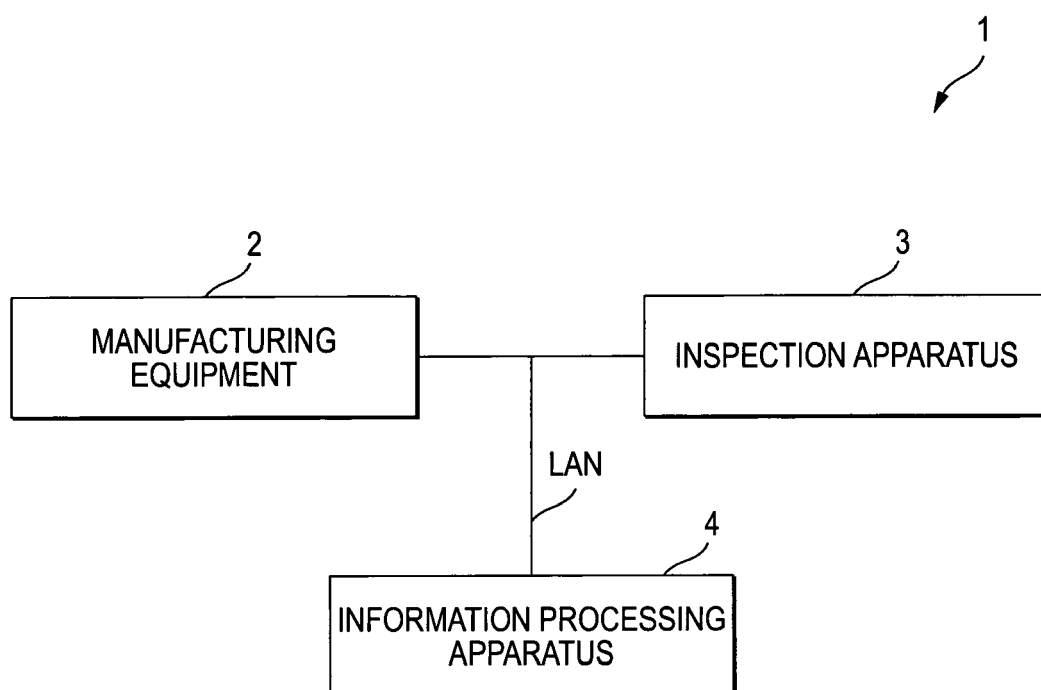 1
2
3
MANUFACTURING
EQUIPMENT
INSPECTION APPARATUS
LAN
4
INFORMATION PROCESSING
APPARATUS